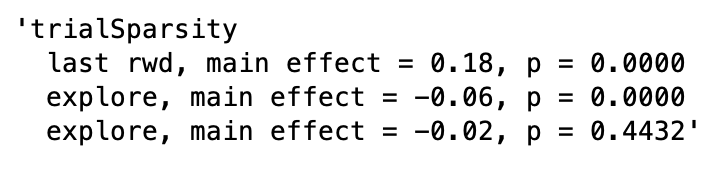 'trialSparsity
last rwd, main effect = 0.18, p = 0.0000
explore, main effect = -0.06, p = 0.0000
explore, main effect = -0.02, p = 0.4432'